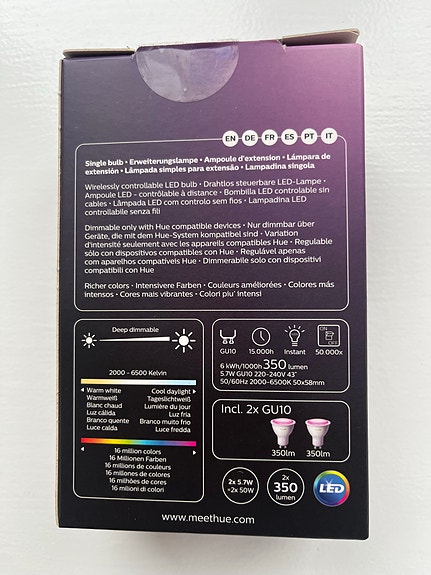 EN DE FR ES PT IT
Single bulb • Erweiterungslampe • Ampoule d'extension • Lámpara de
extensión • Lâmpada simples para extensão • Lampadina singola
Wirelessly controllable LED bulb • Drahtlos steuerbare LED-Lampe •
Ampoule LED - contrôlable à distance • Bombilla LED controlable sin
cables • Lâmpada LED com controlo sem fios • Lampadina LED
controllabile senza fili
Dimmable only with Hue compatible devices • Nur dimmbar über
Geräte, die mit dem Hue-System kompatibel sind • Variation
d'intensité seulement avec les appareils compatibles Hue • Regulable
sólo con dispositivos compatibles con Hue • Regulável apenas
com aparelhos compatíveis Hue • Dimmerabile solo con dispositivi
compatibili con Hue
Richer colors • Intensivere Farben • Couleurs améliorées • Colores más
intensos • Cores mais vibrantes • Colori piu' intensi
Deep dimmable
2000 - 6500 Kelvin
Warm white Cool daylight
Warmweiß Tageslichtweiß
Blanc chaud Lumière du jour
Luz cálida Luz fría
Branco quente Branco muito frio
Luce calda Luce fredda
16 million colors
16 Millionen Farben
16 millions de couleurs
16 millones de colores
16 milhões de cores
16 milioni di colori
ON
OFF
GU10 15.000h Instant 50.000x
6 kWh/1000h 350 lumen
5.7W GU10 220-240V 43˚
50/60Hz 2000-6500K 50x58mm
Incl. 2x GU10
350lm 350lm
2x 5.7W
=2x 50W
2x
350
lumen
LED
www.meethue.com